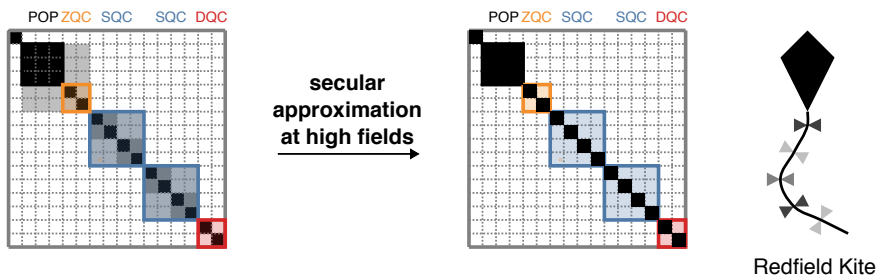 POP ZQC SQC SQC DQC
secular
approximation
at high fields
POP ZQC SQC SQC DQC
Redfield Kite